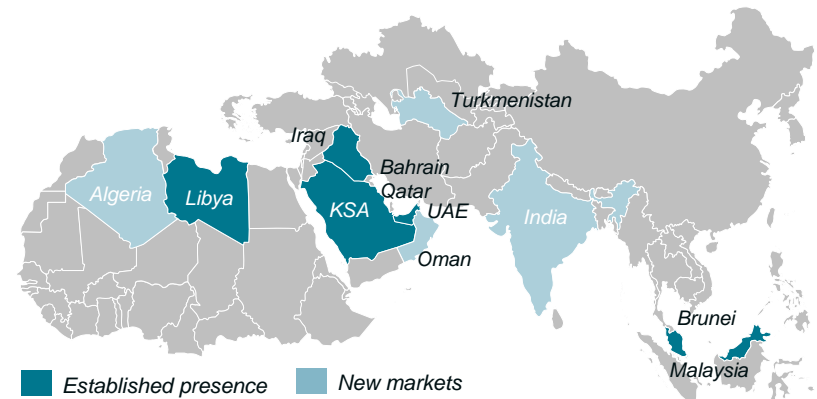 Turkmenistan
Iraq
Bahrain
Algeria
Libya
KSA
Qatar
UAE
India
Oman
Brunei
Malaysia
Established presence
New markets